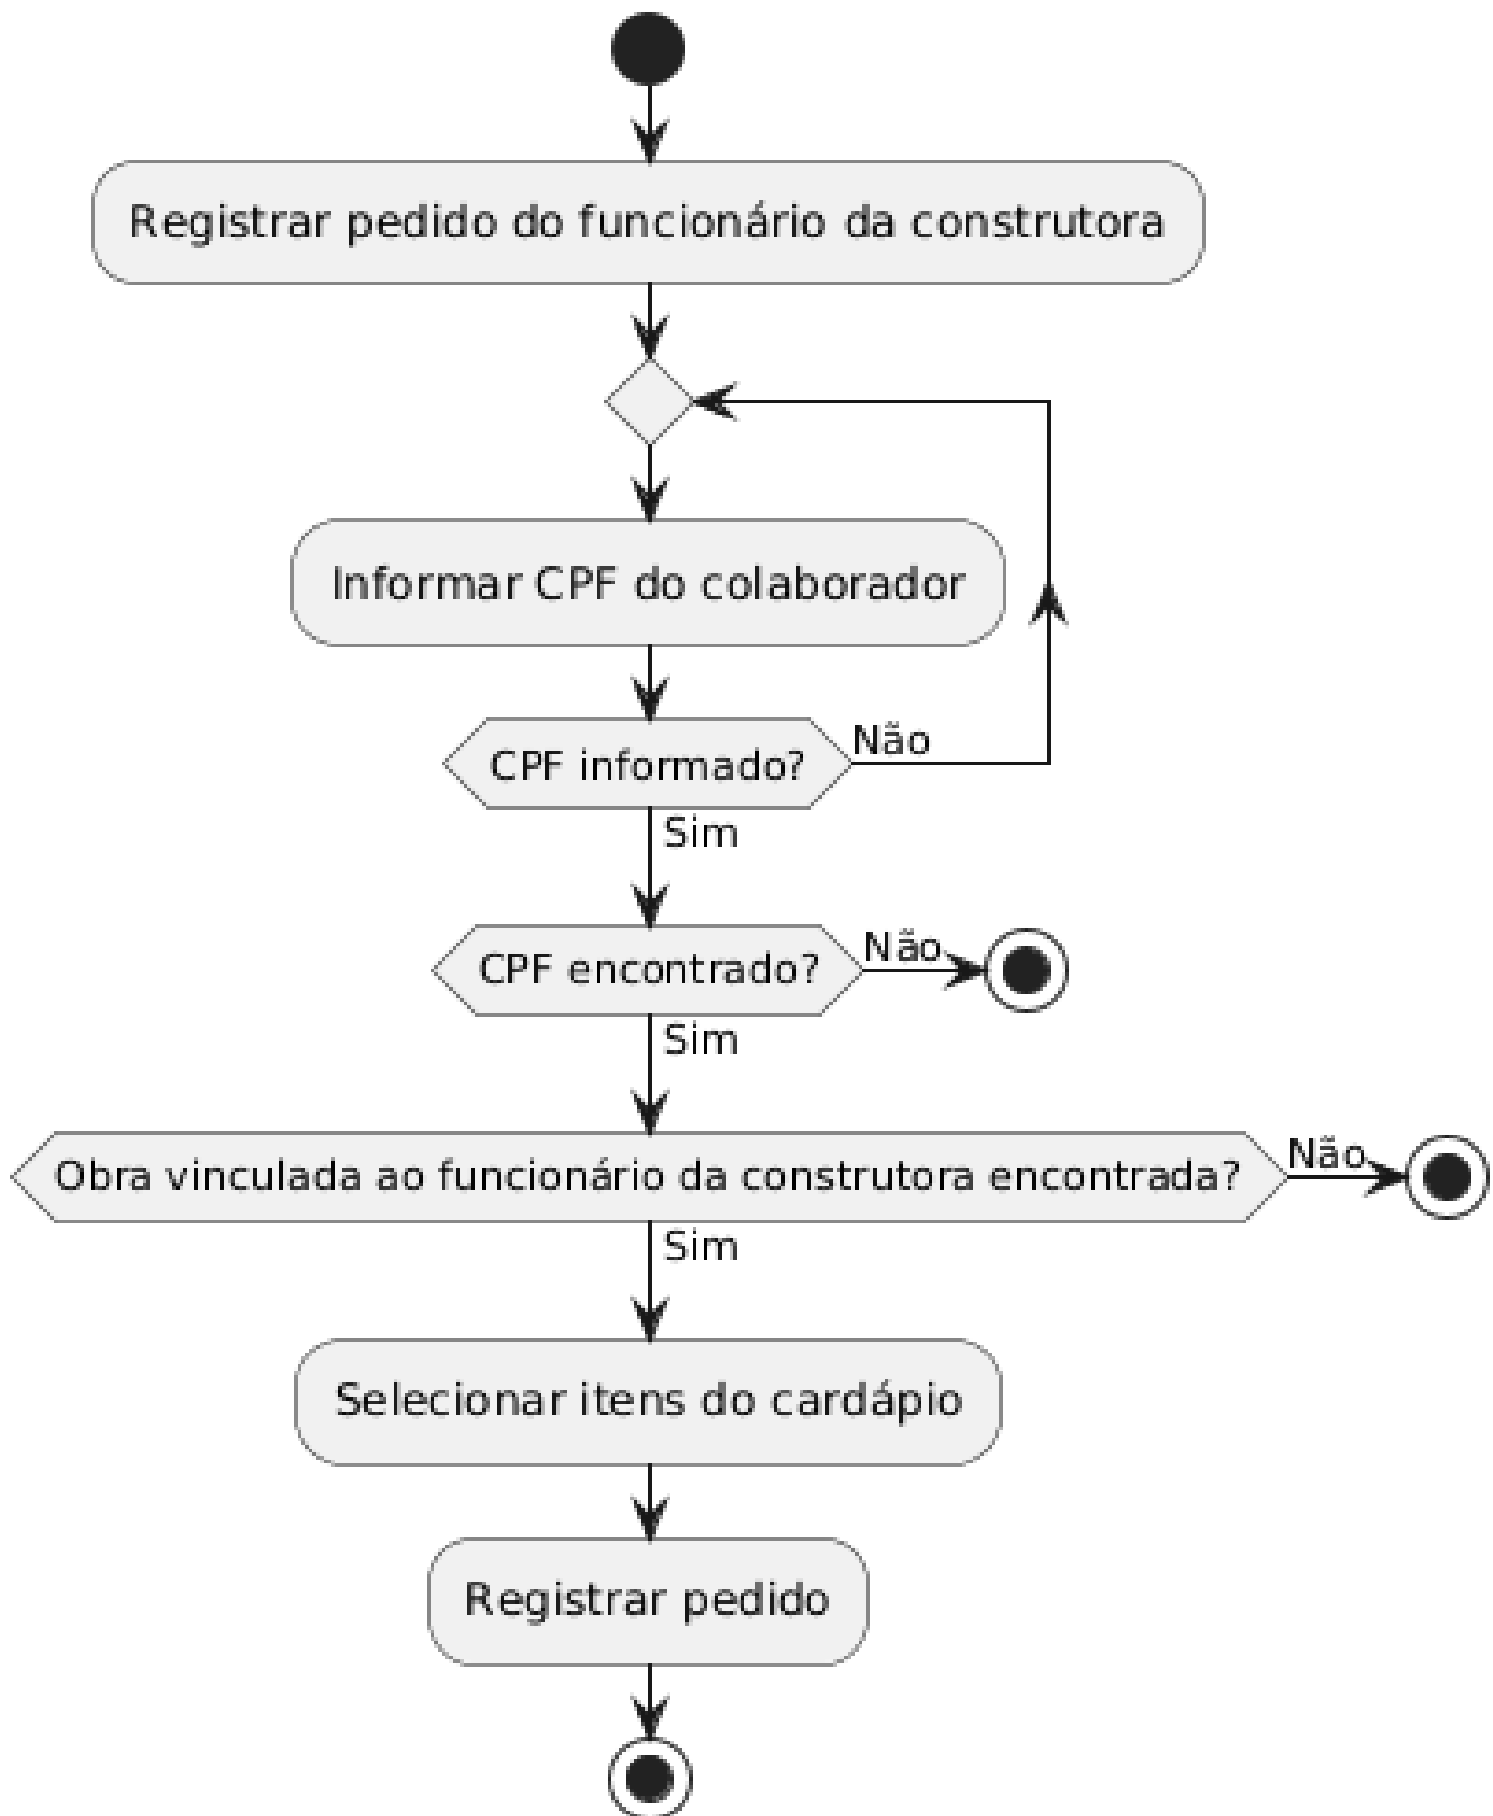 Registrar pedido do funcionário da construtora
Informar CPF do colaborador
CPF informado?
Não
Sim
CPF encontrado?
Não
Sim
Obra vinculada ao funcionário da construtora encontrada?
Não
Sim
Selecionar itens do cardápio
Registrar pedido